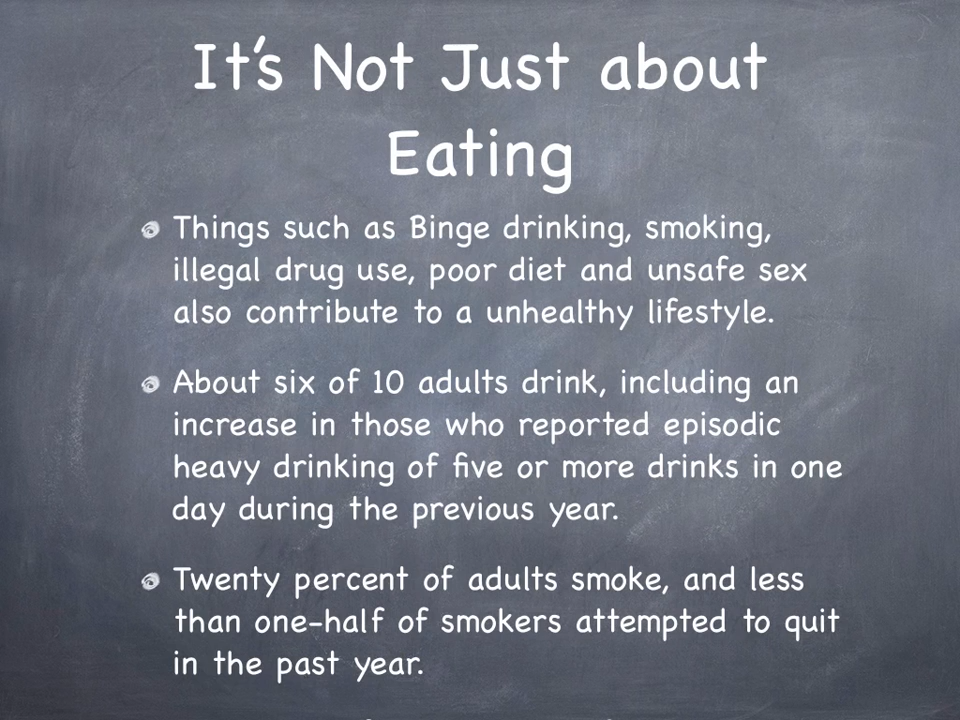 It's Not Just about
Eating
Things such as Binge drinking, smoking,
illegal drug use, poor diet and unsafe sex
also contribute to a unhealthy lifestyle.
About six of 10 adults drink, including an
increase in those who reported episodic
heavy drinking of five or more drinks in one
day during the previous year.
Twenty percent of adults smoke, and less
than one-half of smokers attempted to quit
in the past year.